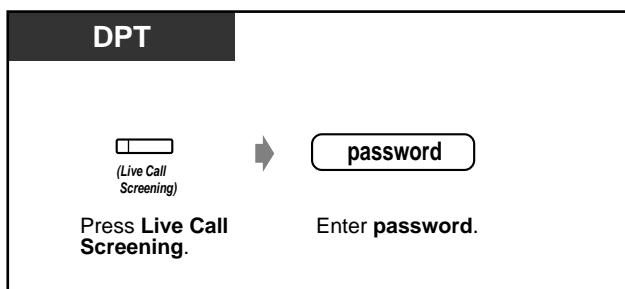 DPT
(Live Call
Screening)
password
Press Live Call
Screening.
Enter password.